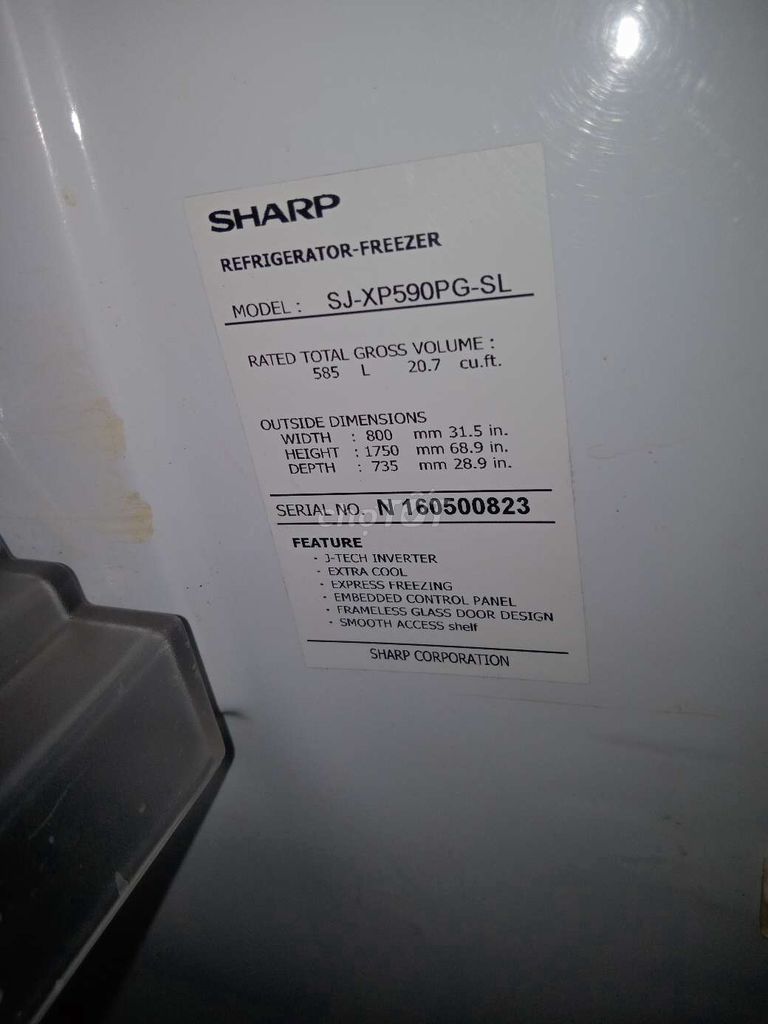 SHARP
REFRIGERATOR-FREEZER
MODEL : SJ-XP590PG-SL
RATED TOTAL GROSS VOLUME :
585 L 20.7 cu.ft.
OUTSIDE DIMENSIONS
WIDTH : 800 mm 31.5 in.
HEIGHT : 1750 mm 68.9 in.
DEPTH : 735 mm 28.9 in.
SERIAL NO. N 160500823
chợTỐT
FEATURE
· J-TECH INVERTER
· EXTRA COOL
· EXPRESS FREEZING
· EMBEDDED CONTROL PANEL
· FRAMELESS GLASS DOOR DESIGN
· SMOOTH ACCESS shelf
SHARP CORPORATION